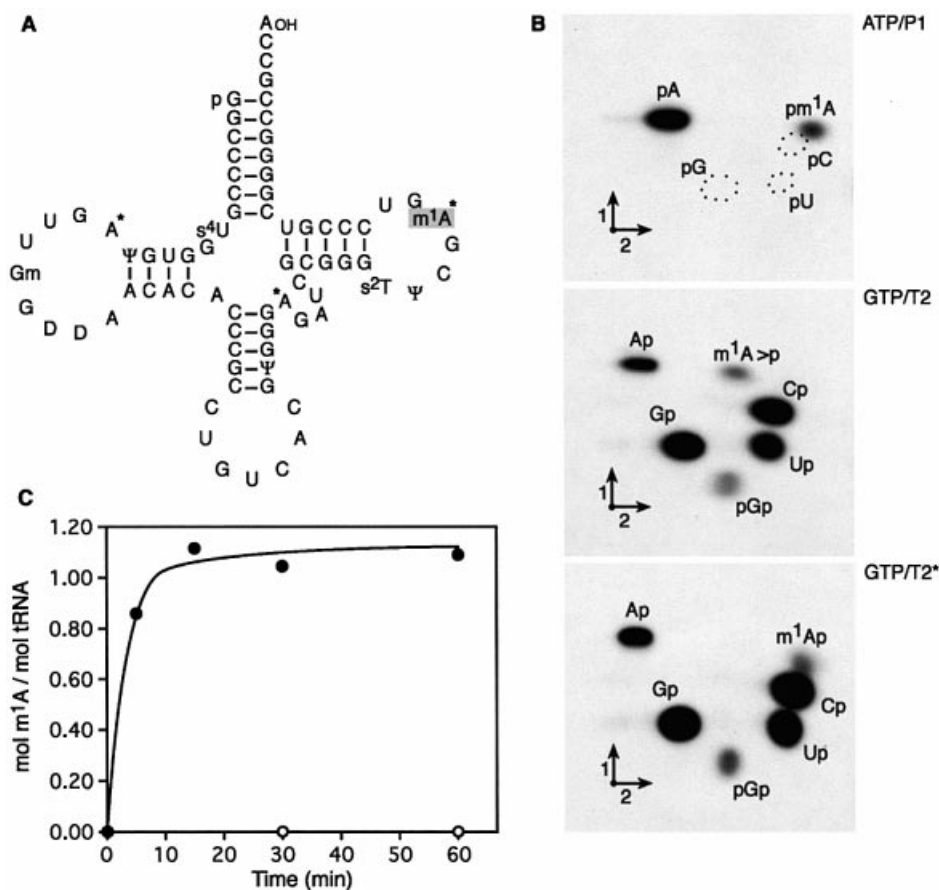 A
AOH
C
C
G
pG–C
G–C
C–G
C–G
C–G
C–G
G–C
U G A*
U
Gm
G
D D A
s⁴U
G
ΨGUG
ACAC
A
U G
m¹A*
G
C
Ψ
s²T
UGCCC
GCGGG
C U A G A*
C–G
C–G
C–G
G–Ψ
C–G
C C
U A
G U C
B
ATP/P1
pA
pm¹A
pG
pC
pU
1
2
GTP/T2
Ap
m¹A>p
Cp
Gp
Up
pGp
1
2
GTP/T2*
Ap
m¹Ap
Gp
Cp
Up
pGp
1
2
C
mol m¹A / mol tRNA
1.20
1.00
0.80
0.60
0.40
0.20
0.00
0 10 20 30 40 50 60
Time (min)